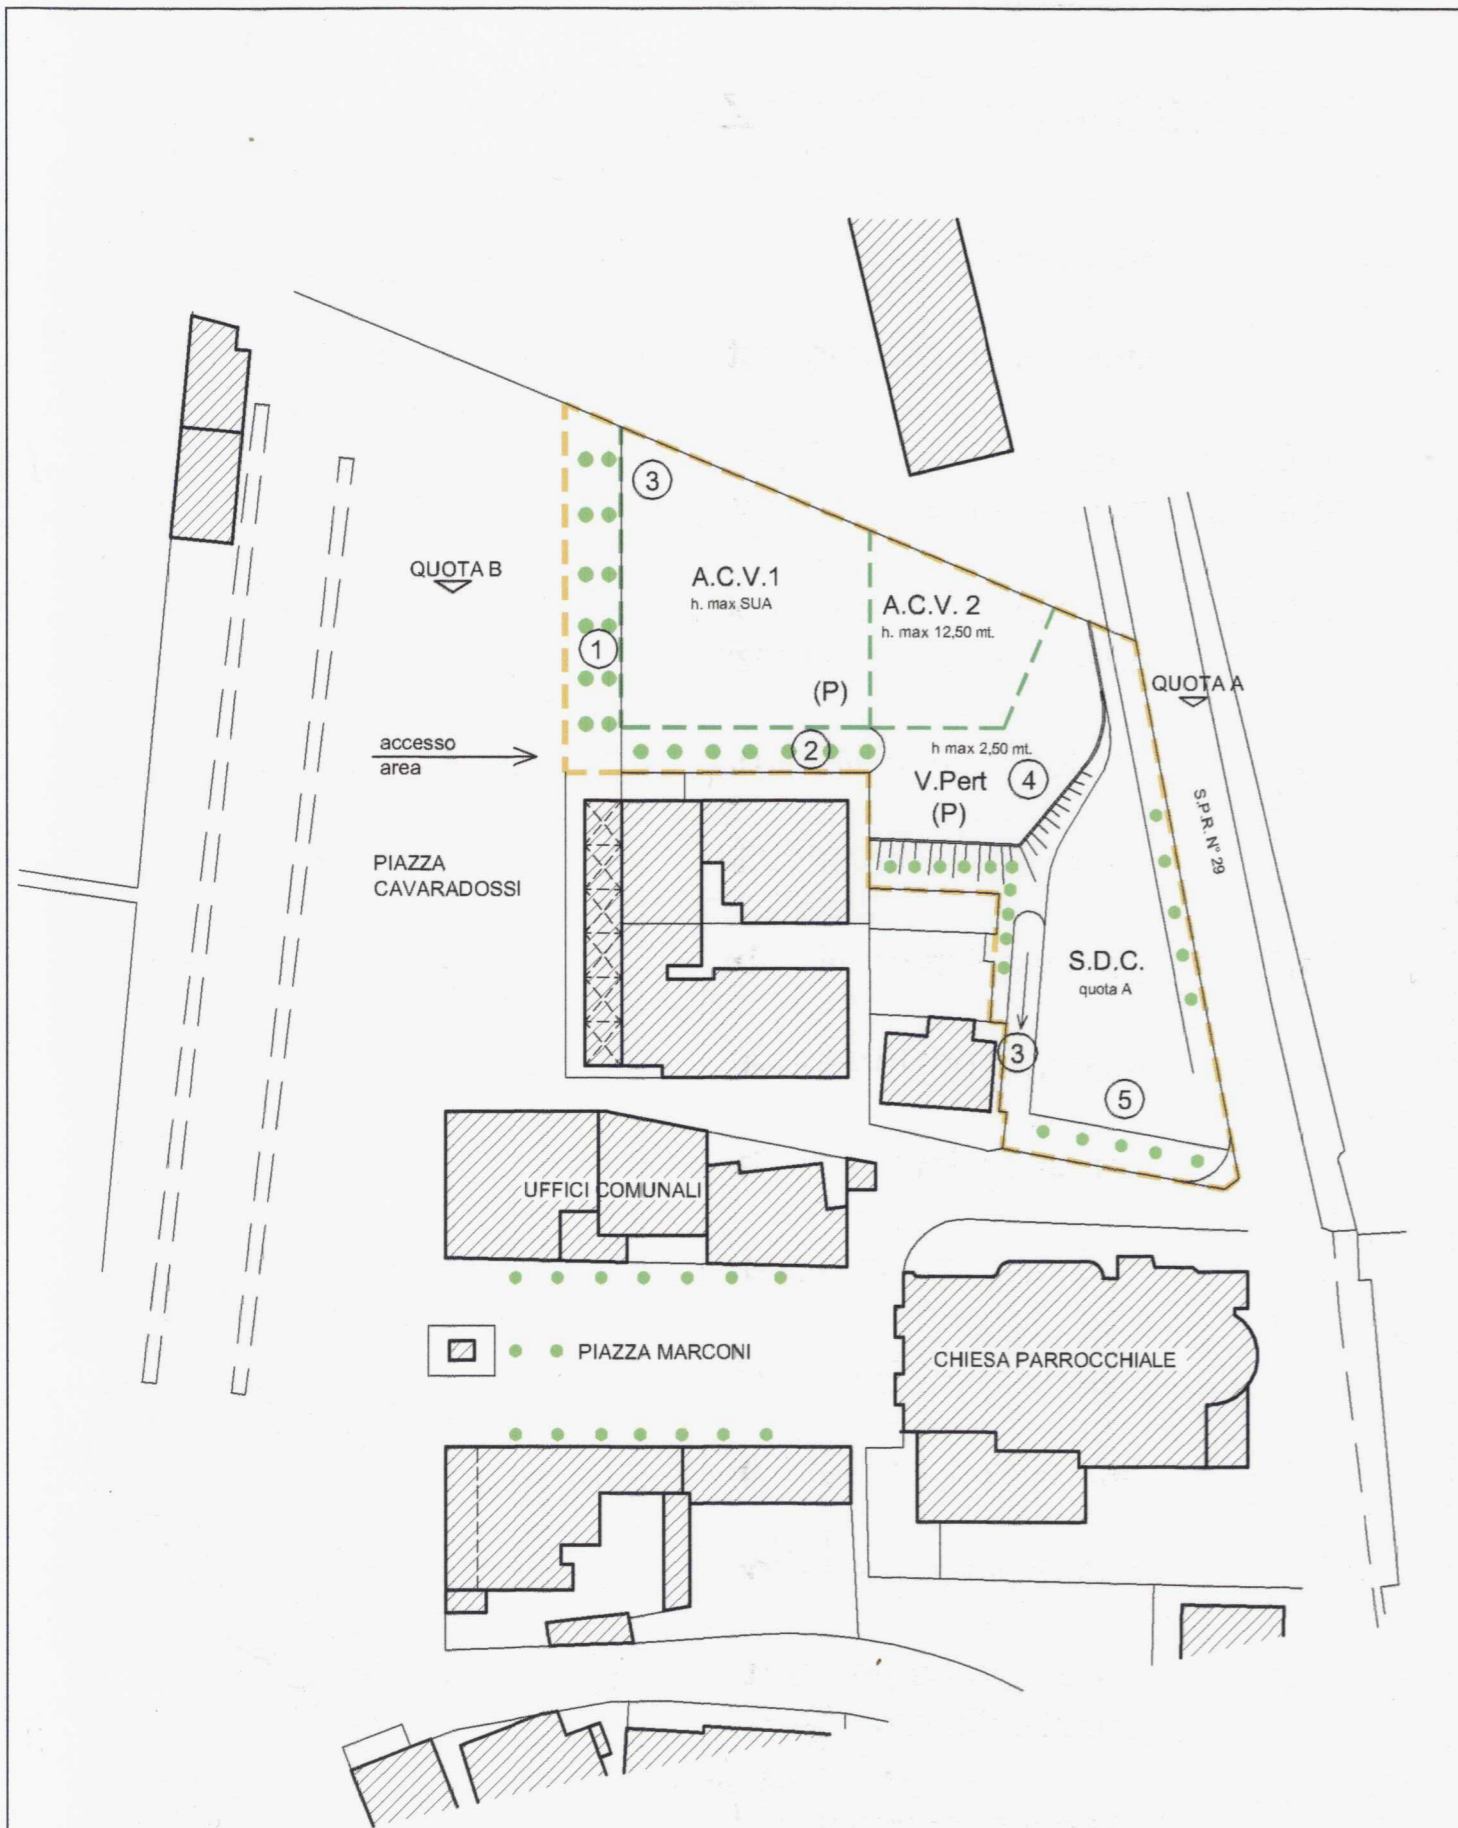 3
QUOTA B
A.C.V.1
h. max SUA
A.C.V. 2
h. max 12,50 mt.
1
(P)
QUOTA A
accesso
area
2
h max 2,50 mt.
V.Pert
(P)
4
S.P.R. N° 29
PIAZZA
CAVARADOSSI
S.D.C.
quota A
3
5
UFFICI COMUNALI
PIAZZA MARCONI
CHIESA PARROCCHIALE